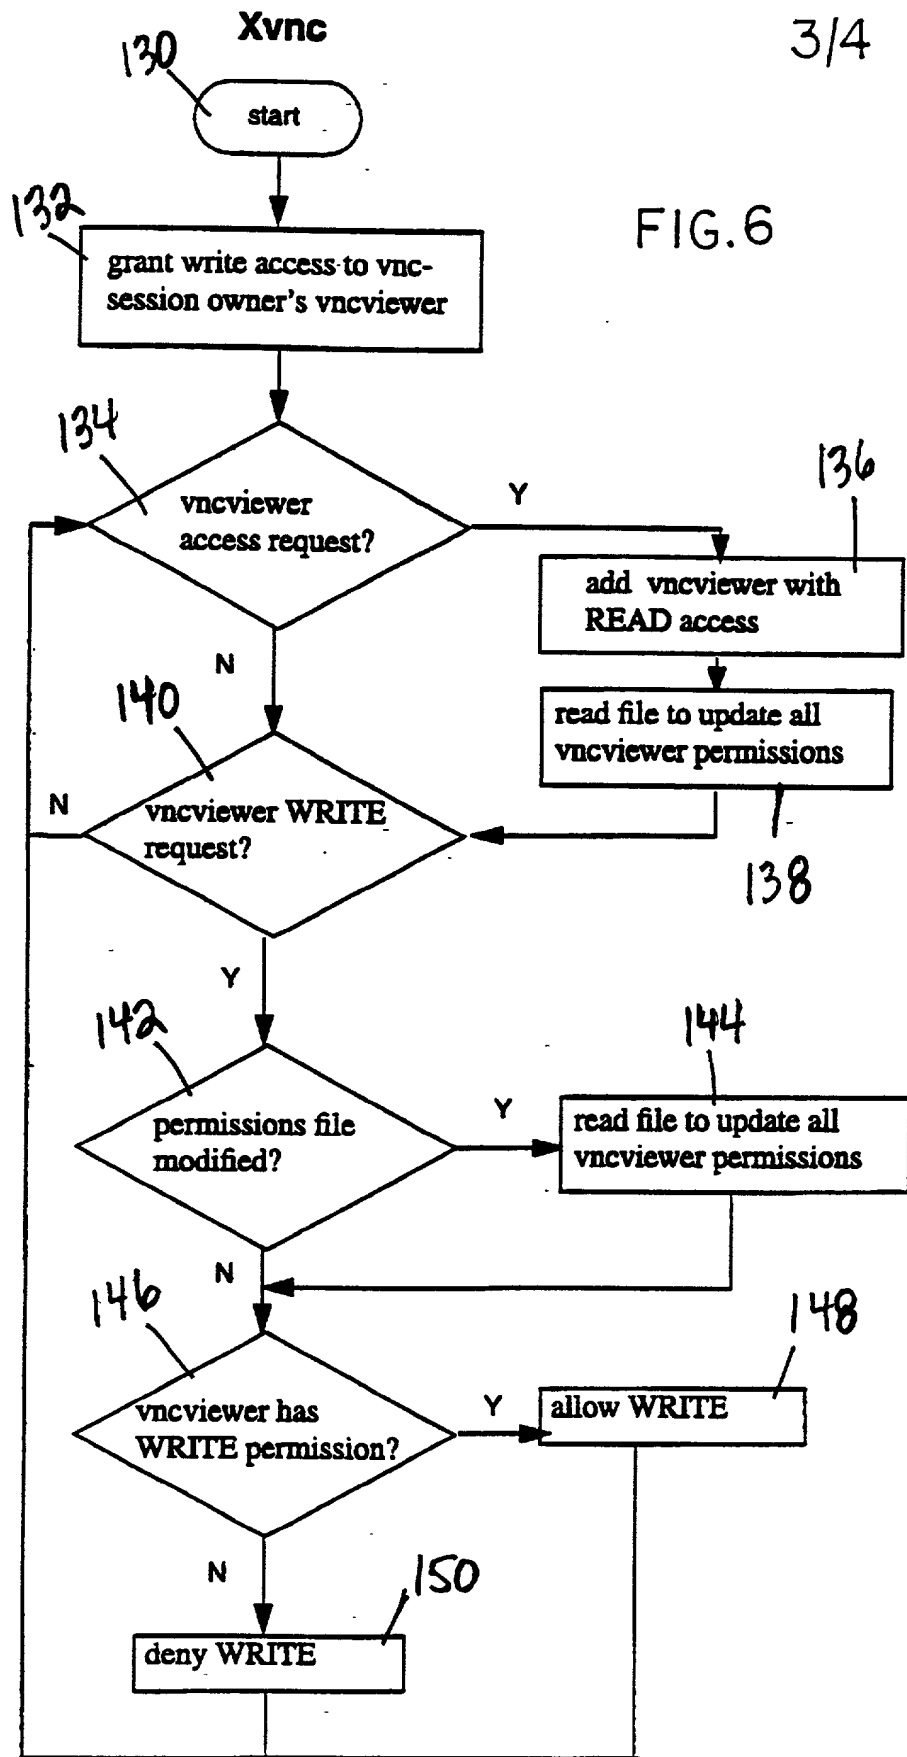 Xvnc
3/4
130
start
132
FIG.6
grant write access to vnc-
session owner's vncviewer
134
136
vncviewer
access request?
Y
add vncviewer with
READ access
N
140
read file to update all
vncviewer permissions
N
vncviewer WRITE
request?
138
Y
142
144
permissions file
modified?
Y
read file to update all
vncviewer permissions
N
146
148
vncviewer has
WRITE permission?
Y
allow WRITE
N
150
deny WRITE